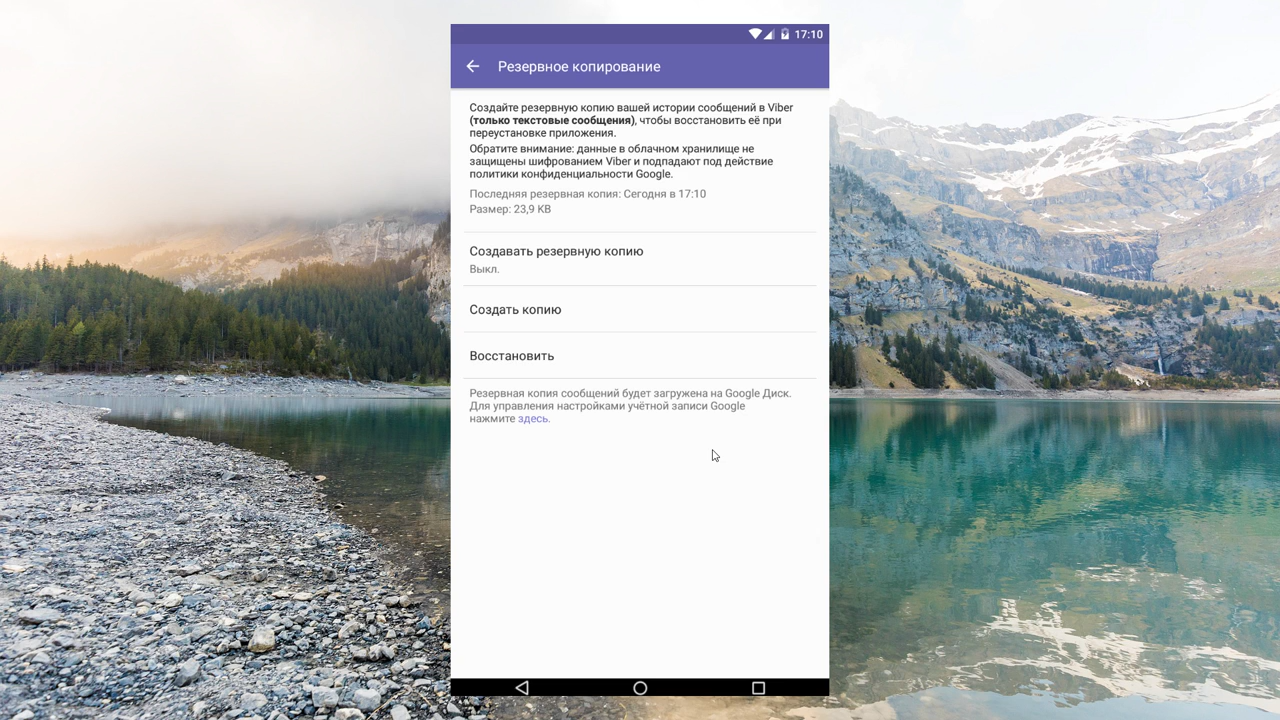 17:10
Резервное копирование
Создайте резервную копию вашей истории сообщений в Viber
(только текстовые сообщения), чтобы восстановить её при
переустановке приложения.
Обратите внимание: данные в облачном хранилище не
защищены шифрованием Viber и подпадают под действие
политики конфиденциальности Google.
Последняя резервная копия: Сегодня в 17:10
Размер: 23,9 KB
Создавать резервную копию
Выкл.
Создать копию
Восстановить
Резервная копия сообщений будет загружена на Google Диск.
Для управления настройками учётной записи Google
нажмите здесь.